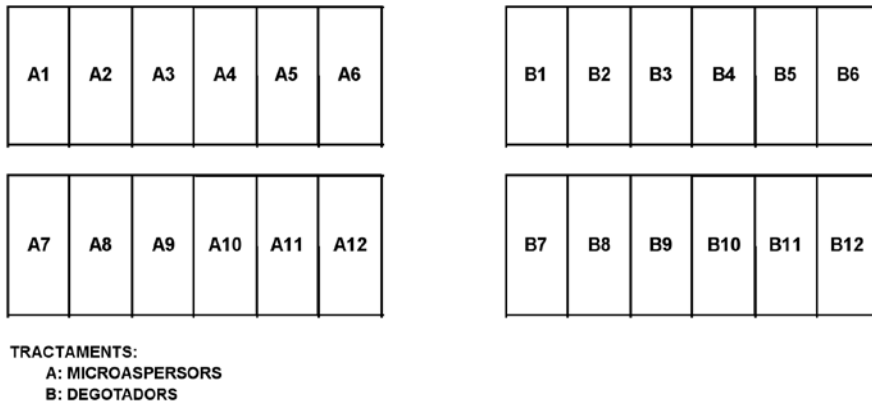 A1 A2 A3 A4 A5 A6 B1 B2 B3 B4 B5 B6
A7 A8 A9 A10 A11 A12 B7 B8 B9 B10 B11 B12
TRACTAMENTS:
A: MICROASPERSORS
B: DEGOTADORS